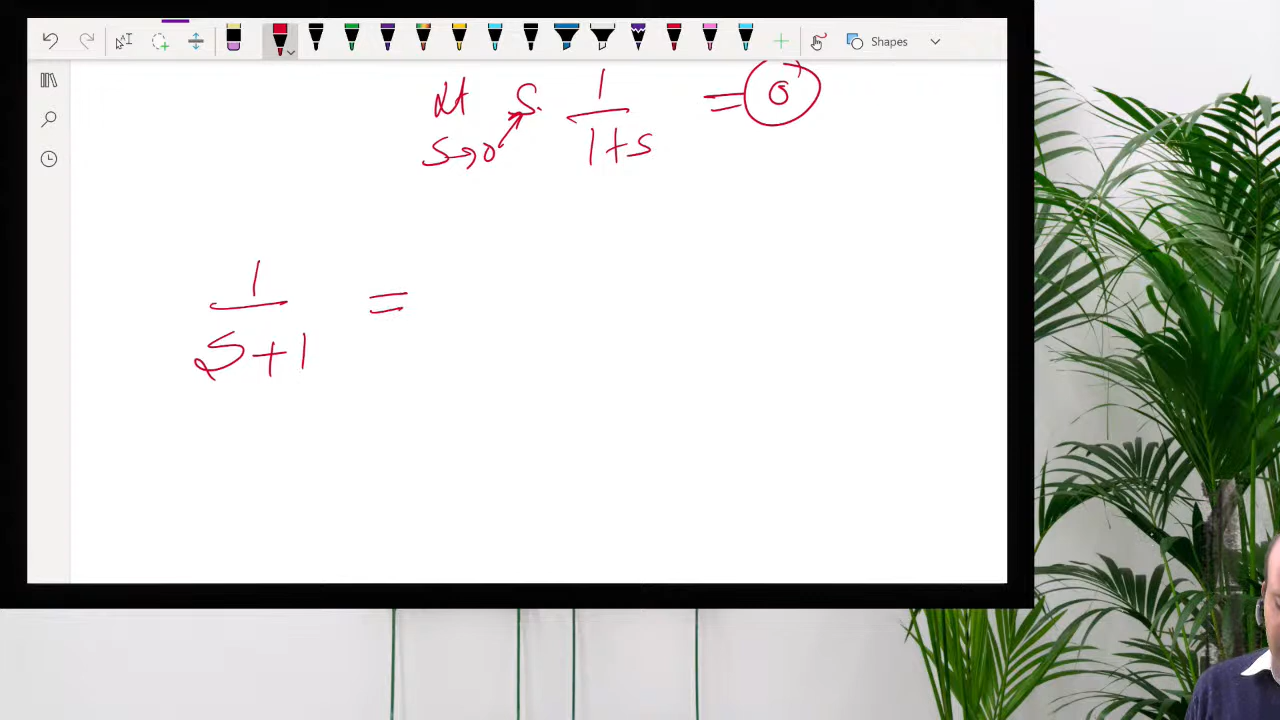 Shapes
Lt S→0 S. 1/(1+s) = 0
1/(S+1) =